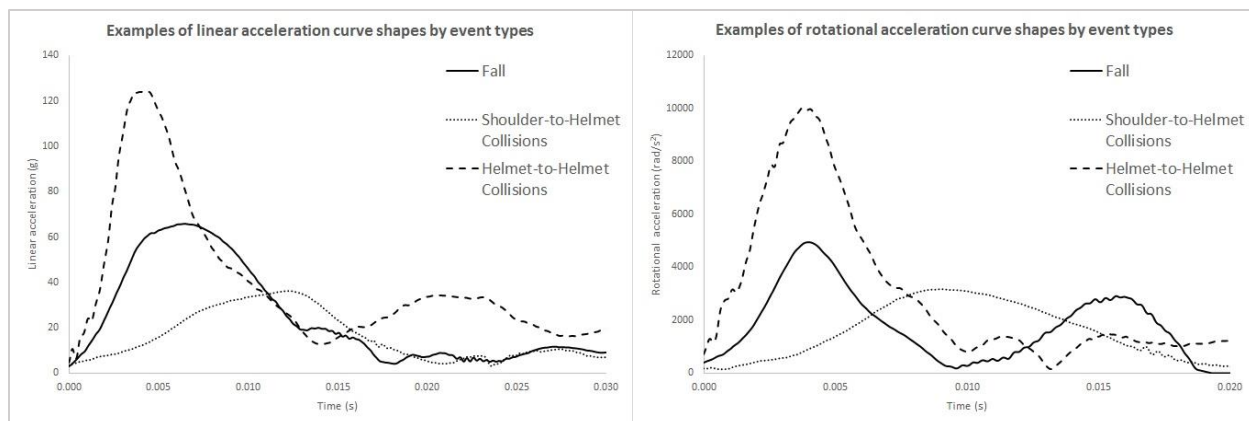 Examples of linear acceleration curve shapes by event types
140
120
100
80
60
40
20
0
Linear acceleration (g)
0.000 0.005 0.010 0.015 0.020 0.025 0.030
Time (s)
Fall
Shoulder-to-Helmet
Collisions
Helmet-to-Helmet
Collisions
Examples of rotational acceleration curve shapes by event types
12000
10000
8000
6000
4000
2000
0
Rotational acceleration (rad/s²)
0.000 0.005 0.010 0.015 0.020
Time (s)
Fall
Shoulder-to-Helmet
Collisions
Helmet-to-Helmet
Collisions